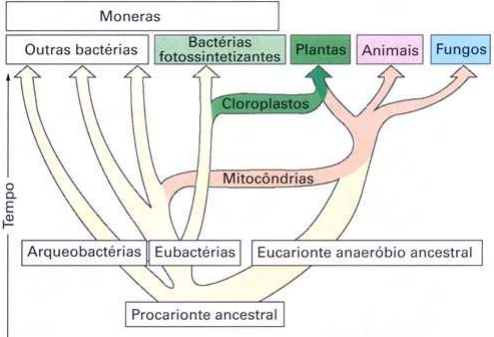 Moneras
Outras bactérias
Bactérias
fotossintetizantes
Plantas
Animais
Fungos
Cloroplastos
Mitocôndrias
Tempo
Arqueobactérias
Eubactérias
Eucarionte anaeróbio ancestral
Procarionte ancestral